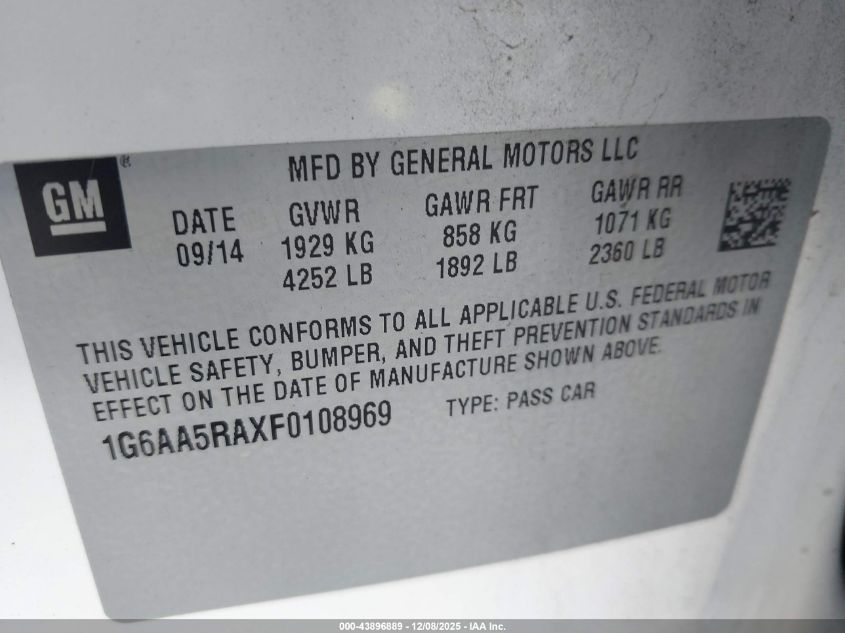 GM®
MFD BY GENERAL MOTORS LLC
DATE GVWR GAWR FRT GAWR RR
09/14 1929 KG 858 KG 1071 KG
4252 LB 1892 LB 2360 LB
THIS VEHICLE CONFORMS TO ALL APPLICABLE U.S. FEDERAL MOTOR
VEHICLE SAFETY, BUMPER, AND THEFT PREVENTION STANDARDS IN
EFFECT ON THE DATE OF MANUFACTURE SHOWN ABOVE.
1G6AA5RAXF0108969 TYPE: PASS CAR
000-43896889 - 12/08/2025 - IAA Inc.